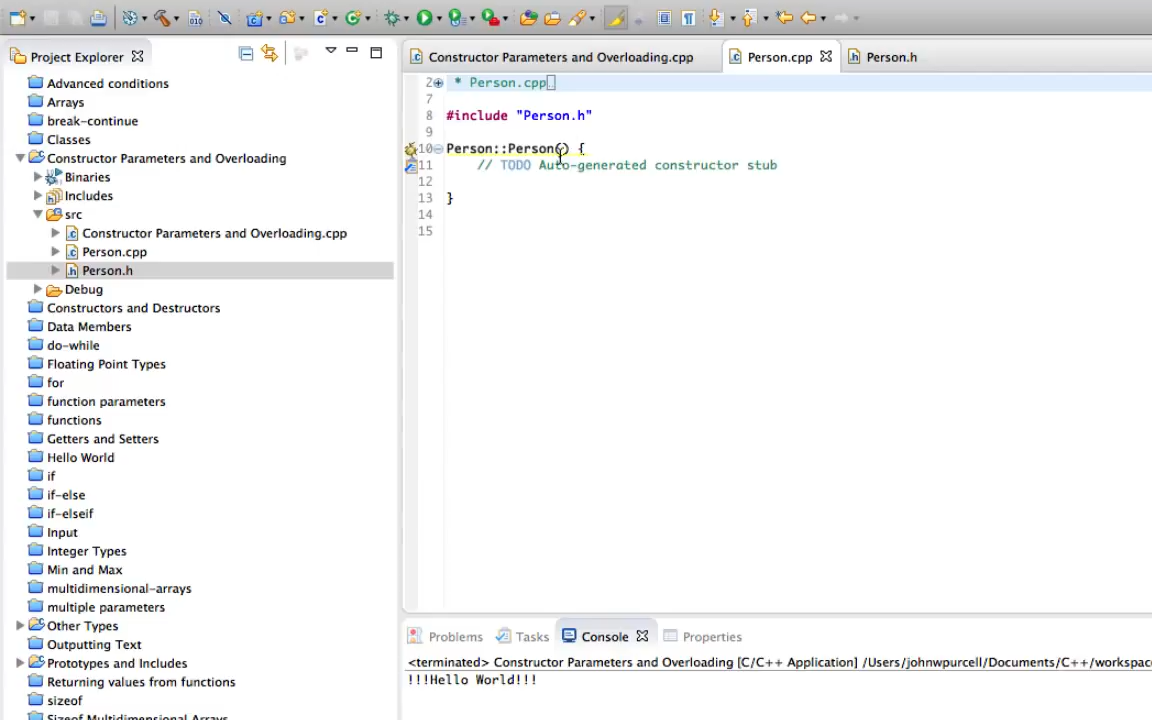 Project Explorer
Advanced conditions
Arrays
break-continue
Classes
Constructor Parameters and Overloading
Binaries
Includes
src
Constructor Parameters and Overloading.cpp
Person.cpp
Person.h
Debug
Constructors and Destructors
Data Members
do-while
Floating Point Types
for
function parameters
functions
Getters and Setters
Hello World
if
if-else
if-elseif
Input
Integer Types
Min and Max
multidimensional-arrays
multiple parameters
Other Types
Outputting Text
Prototypes and Includes
Returning values from functions
sizeof
Sizeof Multidimensional Arrays
Constructor Parameters and Overloading.cpp
Person.cpp
Person.h
2 * Person.cpp
7
8 #include "Person.h"
9
10 Person::Person() {
11 // TODO Auto-generated constructor stub
12
13 }
14
15
Problems
Tasks
Console
Properties
<terminated> Constructor Parameters and Overloading [C/C++ Application] /Users/johnwpurcell/Documents/C++/workspac
!!!Hello World!!!